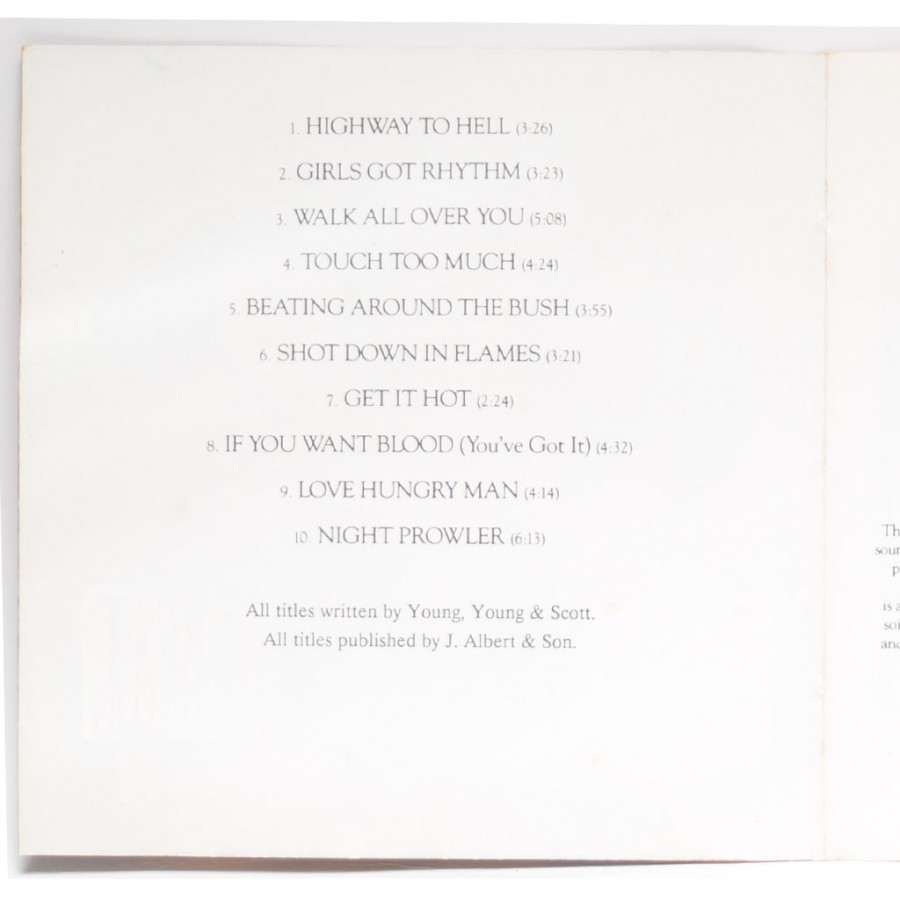 1. HIGHWAY TO HELL (3:26)
2. GIRLS GOT RHYTHM (3:23)
3. WALK ALL OVER YOU (5:08)
4. TOUCH TOO MUCH (4:24)
5. BEATING AROUND THE BUSH (3:55)
6. SHOT DOWN IN FLAMES (3:21)
7. GET IT HOT (2:24)
8. IF YOU WANT BLOOD (You've Got It) (4:32)
9. LOVE HUNGRY MAN (4:14)
10. NIGHT PROWLER (6:13)
All titles written by Young, Young & Scott.
All titles published by J. Albert & Son.
is a